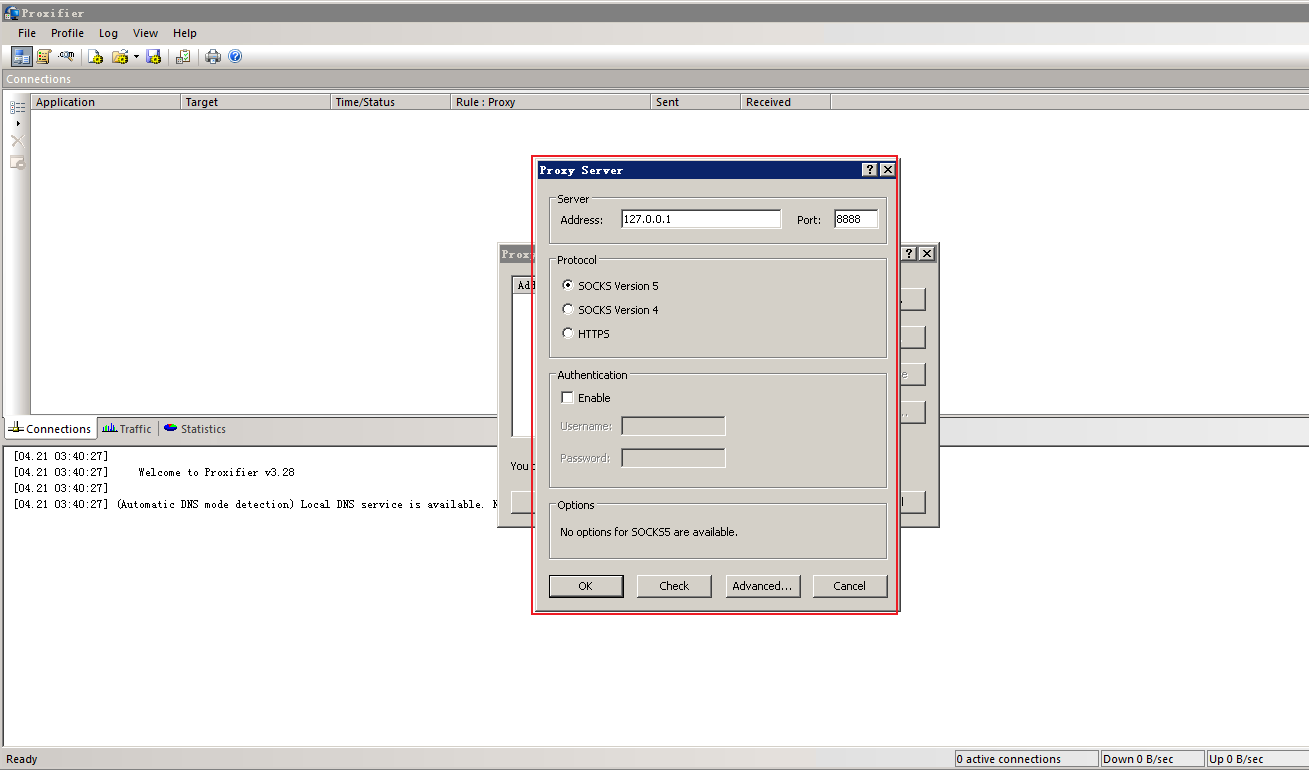 Proxifier
File Profile Log View Help
.com
Connections
Application Target Time/Status Rule : Proxy Sent Received
Proxy Server
Server
Address: 127.0.0.1 Port: 8888
Protocol
SOCKS Version 5
SOCKS Version 4
HTTPS
Authentication
Enable
Username:
Password:
Options
No options for SOCKS5 are available.
OK Check Advanced... Cancel
Connections Traffic Statistics
[04.21 03:40:27]
[04.21 03:40:27] Welcome to Proxifier v3.28
[04.21 03:40:27]
[04.21 03:40:27] (Automatic DNS mode detection) Local DNS service is available.
Ready 0 active connections Down 0 B/sec Up 0 B/sec